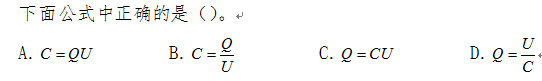 下面公式中正确的是（）。
A. C=QU B. C=Q/U C. Q=CU D. Q=U/C